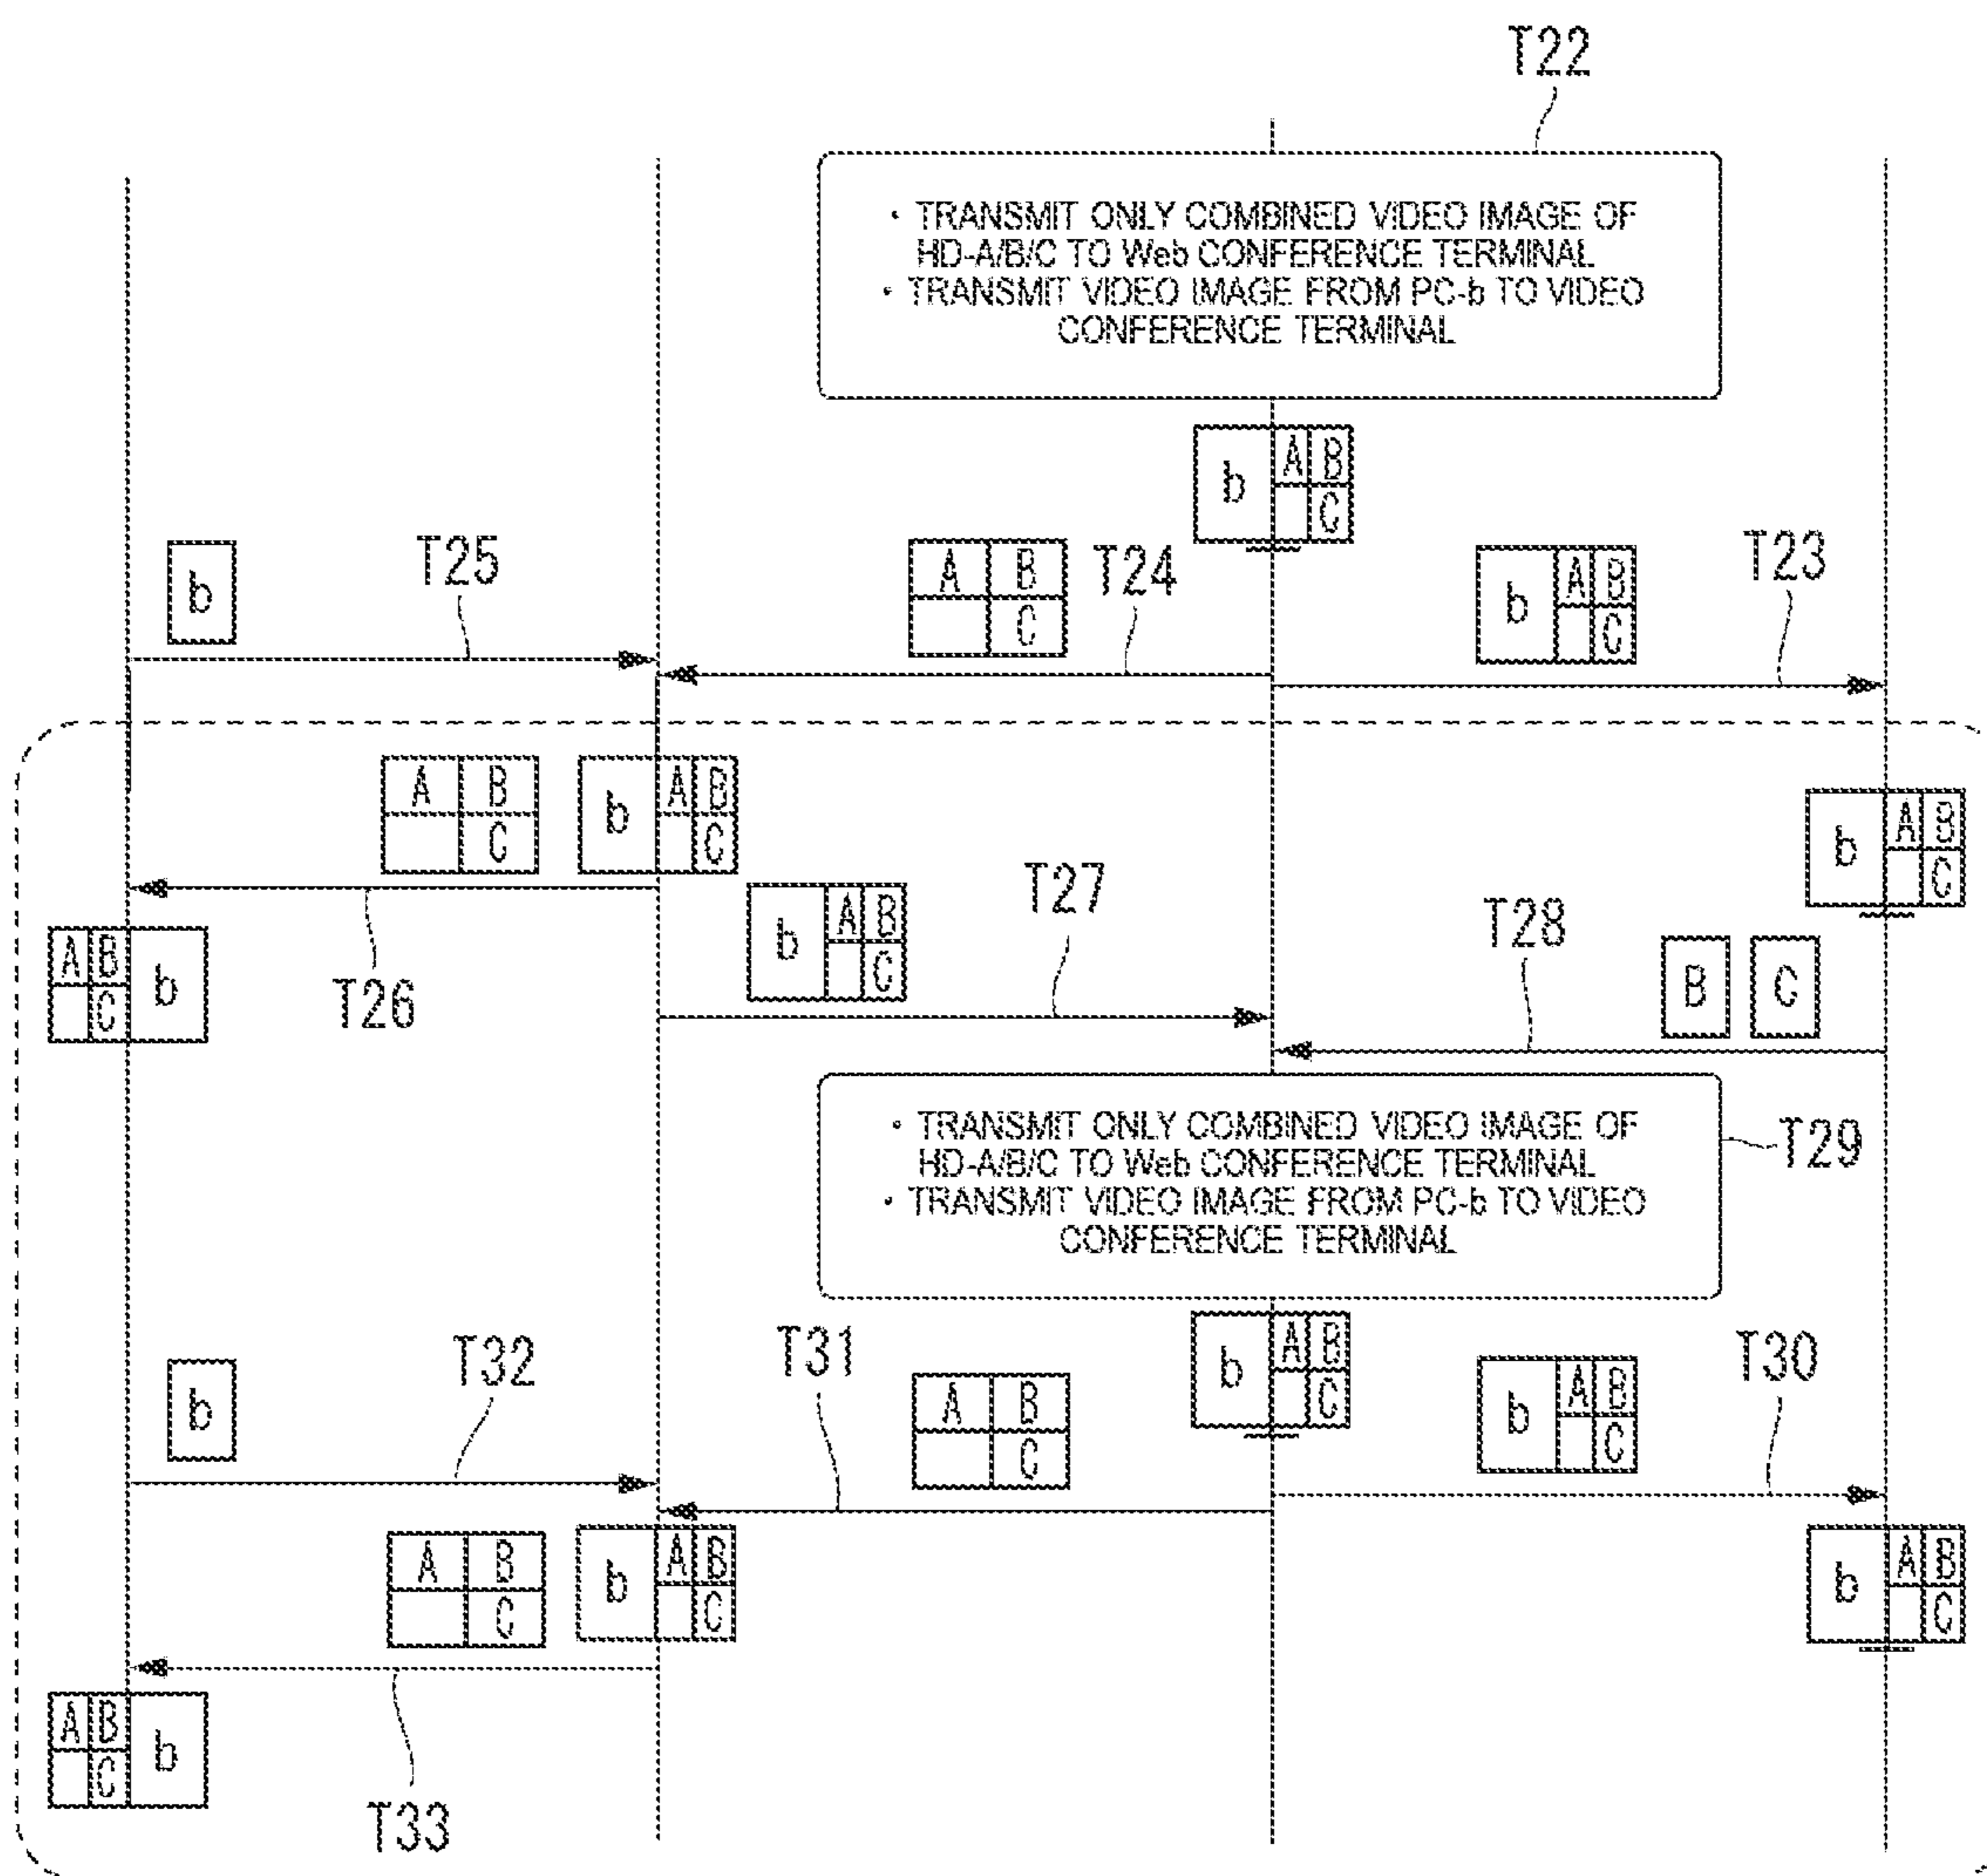 T22
• TRANSMIT ONLY COMBINED VIDEO IMAGE OF
HD-A/B/C TO Web CONFERENCE TERMINAL
• TRANSMIT VIDEO IMAGE FROM PC-b TO VIDEO
CONFERENCE TERMINAL
b A B
C
b
T25
A B
C
T24
b A B
C
T23
A B
C
b A B
C
b A B
C
T26
A B b
C
b A B
C
T27
T28
B C
• TRANSMIT ONLY COMBINED VIDEO IMAGE OF
HD-A/B/C TO Web CONFERENCE TERMINAL
• TRANSMIT VIDEO IMAGE FROM PC-b TO VIDEO
CONFERENCE TERMINAL
T29
b
T32
T31
A B
C
b A B
C
b A B
C
T30
A B
C
b A B
C
b A B
C
A B b
C
T33